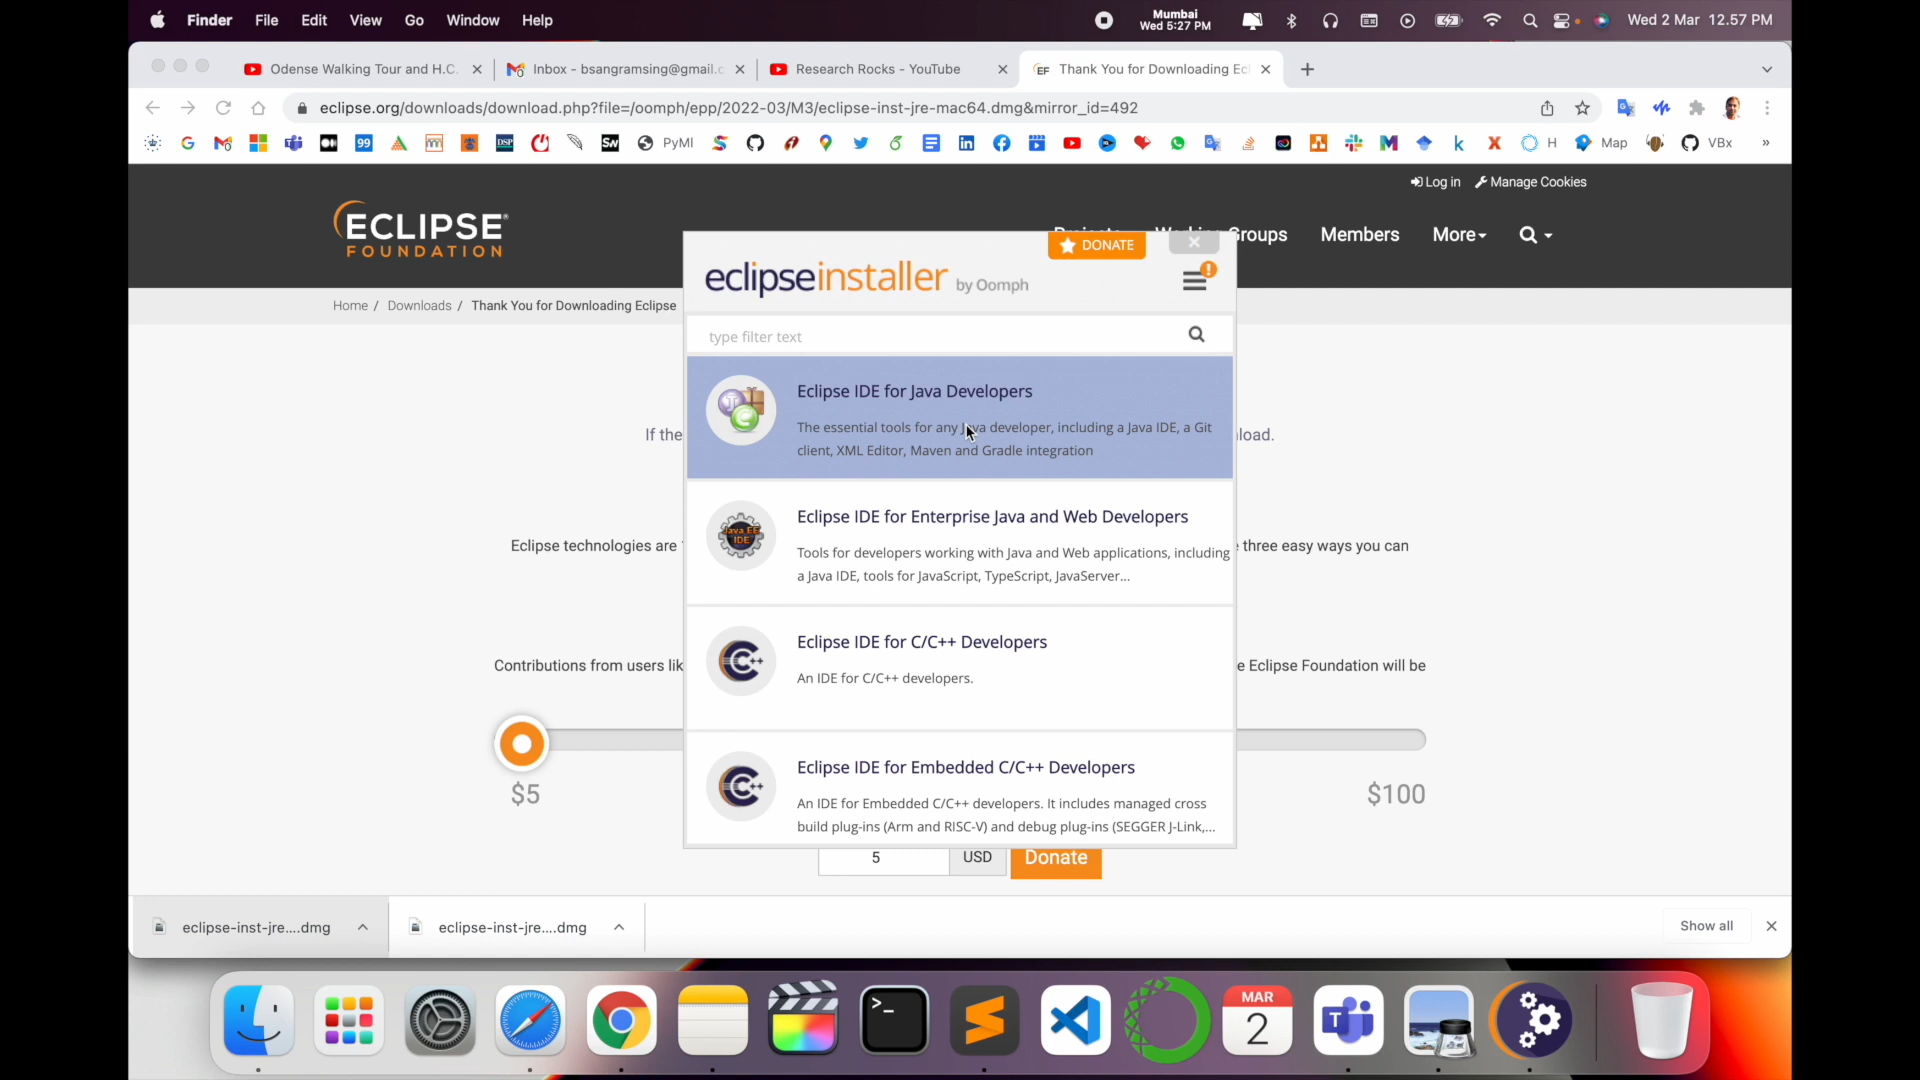 Finder File Edit View Go Window Help
Mumbai
Wed 5:27 PM
Wed 2 Mar 12.57 PM
Odense Walking Tour and H.C.
Inbox - bsangramsing@gmail.c
Research Rocks - YouTube
EF Thank You for Downloading Ecl
eclipse.org/downloads/download.php?file=/oomph/epp/2022-03/M3/eclipse-inst-jre-mac64.dmg&mirror_id=492
99
DSP
SW
PyMI
k
H
Map
VBx
»
Log in Manage Cookies
ECLIPSE®
FOUNDATION
Groups Members More
DONATE
eclipseinstaller by Oomph
Home / Downloads / Thank You for Downloading Eclipse
type filter text
Eclipse IDE for Java Developers
The essential tools for any Java developer, including a Java IDE, a Git
client, XML Editor, Maven and Gradle integration
If the
load.
Eclipse IDE for Enterprise Java and Web Developers
Tools for developers working with Java and Web applications, including
a Java IDE, tools for JavaScript, TypeScript, JavaServer...
Java EE
IDE
Eclipse technologies are
three easy ways you can
Eclipse IDE for C/C++ Developers
An IDE for C/C++ developers.
C++
Contributions from users lik
e Eclipse Foundation will be
Eclipse IDE for Embedded C/C++ Developers
An IDE for Embedded C/C++ developers. It includes managed cross
build plug-ins (Arm and RISC-V) and debug plug-ins (SEGGER J-Link,...
C++
$5
$100
5 USD Donate
eclipse-inst-jre....dmg
eclipse-inst-jre....dmg
Show all
MAR
2